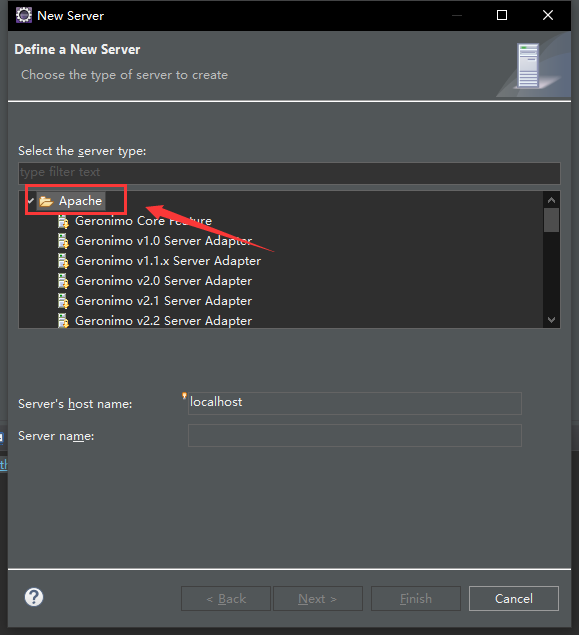 New Server
Define a New Server
Choose the type of server to create
Select the server type:
type filter text
Apache
Geronimo Core Feature
Geronimo v1.0 Server Adapter
Geronimo v1.1.x Server Adapter
Geronimo v2.0 Server Adapter
Geronimo v2.1 Server Adapter
Geronimo v2.2 Server Adapter
Server's host name:
localhost
Server name:
th
?
< Back
Next >
Finish
Cancel